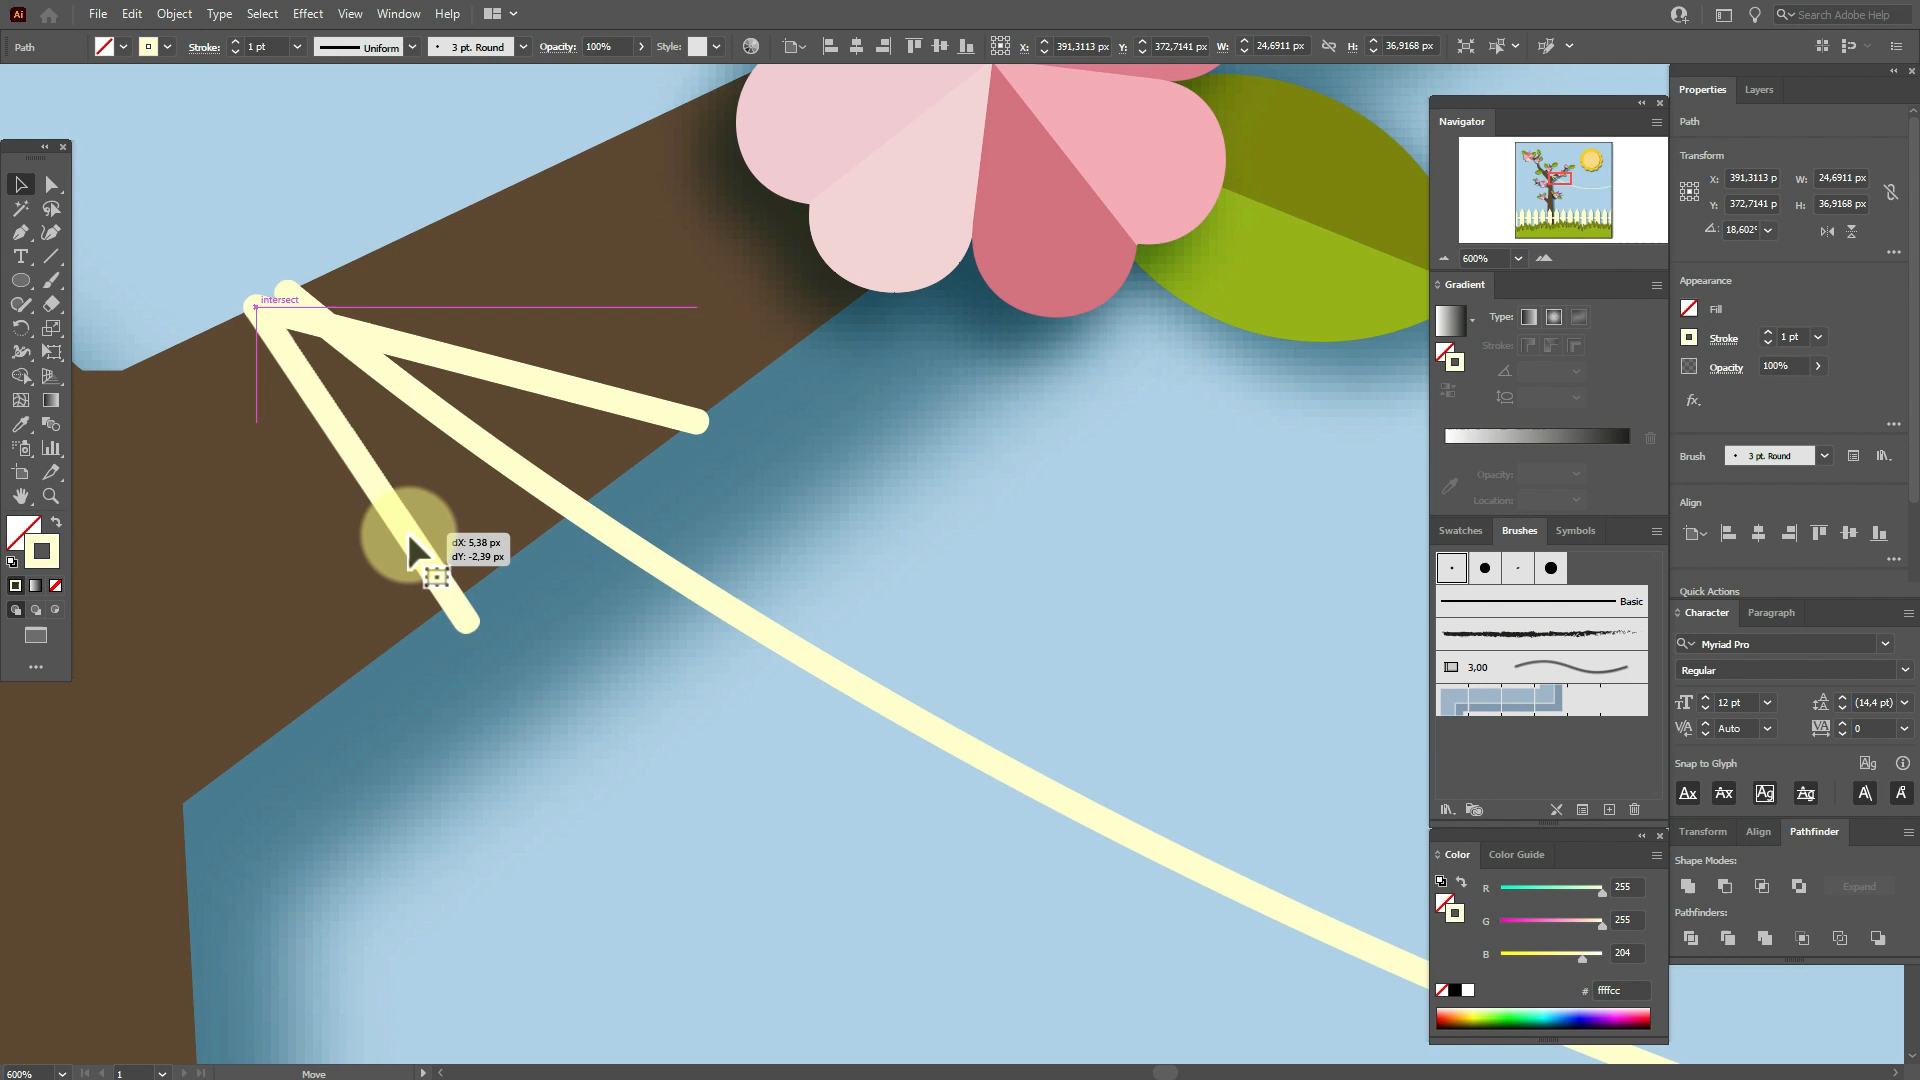 Ai File Edit Object Type Select Effect View Window Help Search Adobe Help
Path Stroke: 1 pt Uniform 3 pt. Round Opacity: 100% Style: X: 391,3113 px Y: 372,7141 px W: 24,6911 px H: 36,9168 px
Properties Layers
Path
Transform
X: 391,3113 p W: 24,6911 px
Y: 372,7141 p H: 36,9168 px
18,602°
Appearance
Fill
Stroke 1 pt
Opacity 100%
fx.
Brush 3 pt. Round
Align
Quick Actions
Character Paragraph
Myriad Pro
Regular
12 pt (14,4 pt)
Auto 0
Snap to Glyph
Transform Align Pathfinder
Shape Modes:
Expand
Pathfinders:
Navigator
600%
Gradient
Type:
Stroke:
Opacity:
Location:
Swatches Brushes Symbols
Basic
3,00
Color Color Guide
R 255
G 255
B 204
# ffffcc
intersect
dX: 5,38 px
dY: -2,39 px
600% 1 Move